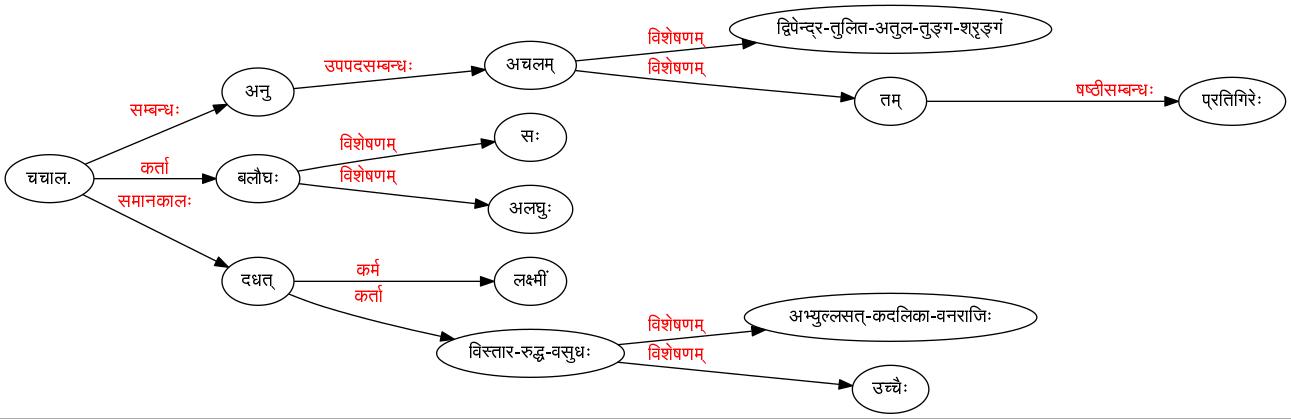 द्विपेन्द्र-तुलित-अतुल-तुङ्ग-श्रृङ्गं
विशेषणम्
उपपदसम्बन्धः
अचलम्
विशेषणम्
अनु
षष्ठीसम्बन्धः
तम्
प्रतिगिरेः
सम्बन्धः
सः
विशेषणम्
कर्ता
विशेषणम्
चचाल.
बलौघः
समानकालः
अलघुः
कर्म
दधत्
लक्ष्मीं
कर्ता
अभ्युल्लसत्-कदलिका-वनराजिः
विशेषणम्
विस्तार-रुद्ध-वसुधः
विशेषणम्
उच्चैः